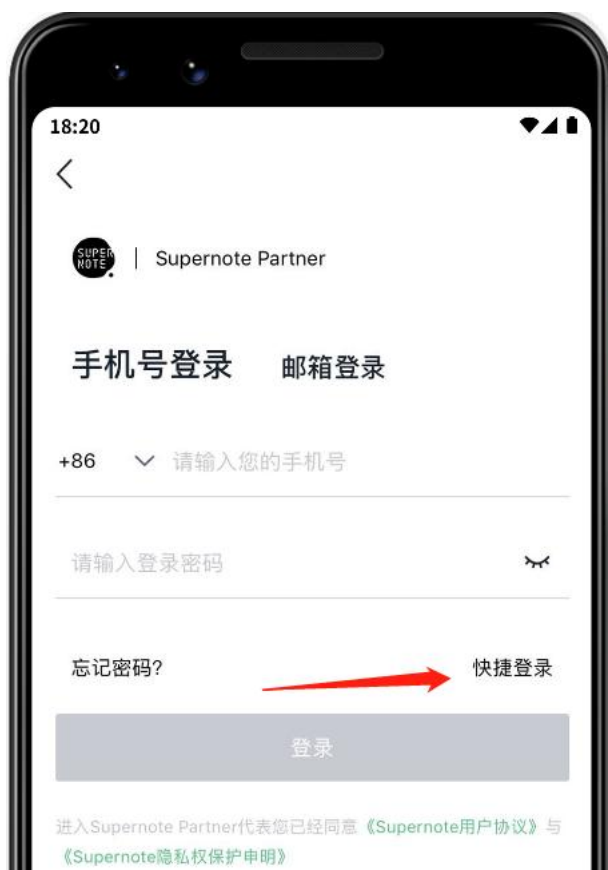 18:20
SUPER
NOTE
Supernote Partner
手机号登录 邮箱登录
+86 请输入您的手机号
请输入登录密码
忘记密码? 快捷登录
登录
进入Supernote Partner代表您已经同意《Supernote用户协议》与
《Supernote隐私权保护申明》